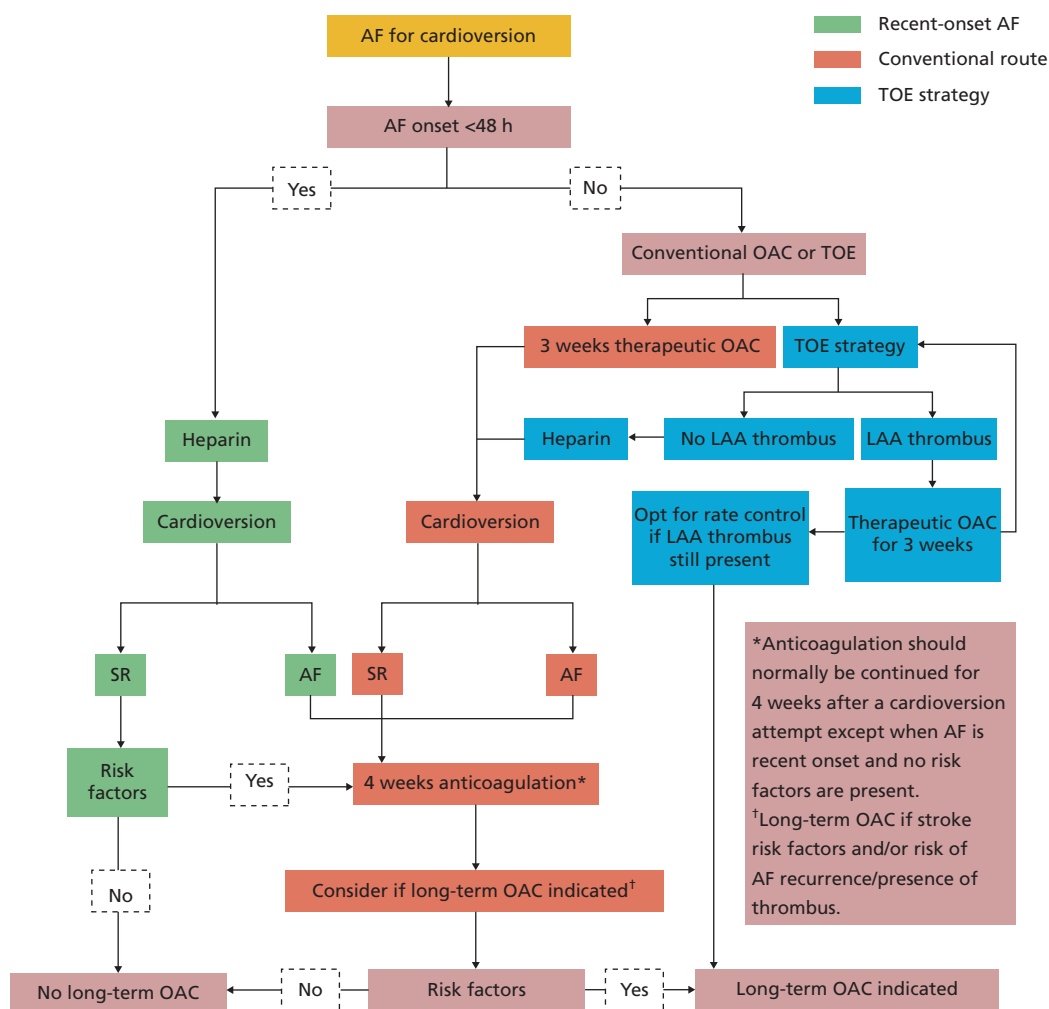 AF for cardioversion
Recent-onset AF
Conventional route
TOE strategy
AF onset <48 h
Yes
No
Conventional OAC or TOE
3 weeks therapeutic OAC
TOE strategy
Heparin
Heparin
No LAA thrombus
LAA thrombus
Cardioversion
Cardioversion
Opt for rate control
if LAA thrombus
still present
Therapeutic OAC
for 3 weeks
SR
AF
SR
AF
*Anticoagulation should
normally be continued for
4 weeks after a cardioversion
attempt except when AF is
recent onset and no risk
factors are present.
†Long-term OAC if stroke
risk factors and/or risk of
AF recurrence/presence of
thrombus.
Risk
factors
Yes
4 weeks anticoagulation*
No
Consider if long-term OAC indicated†
No long-term OAC
No
Risk factors
Yes
Long-term OAC indicated